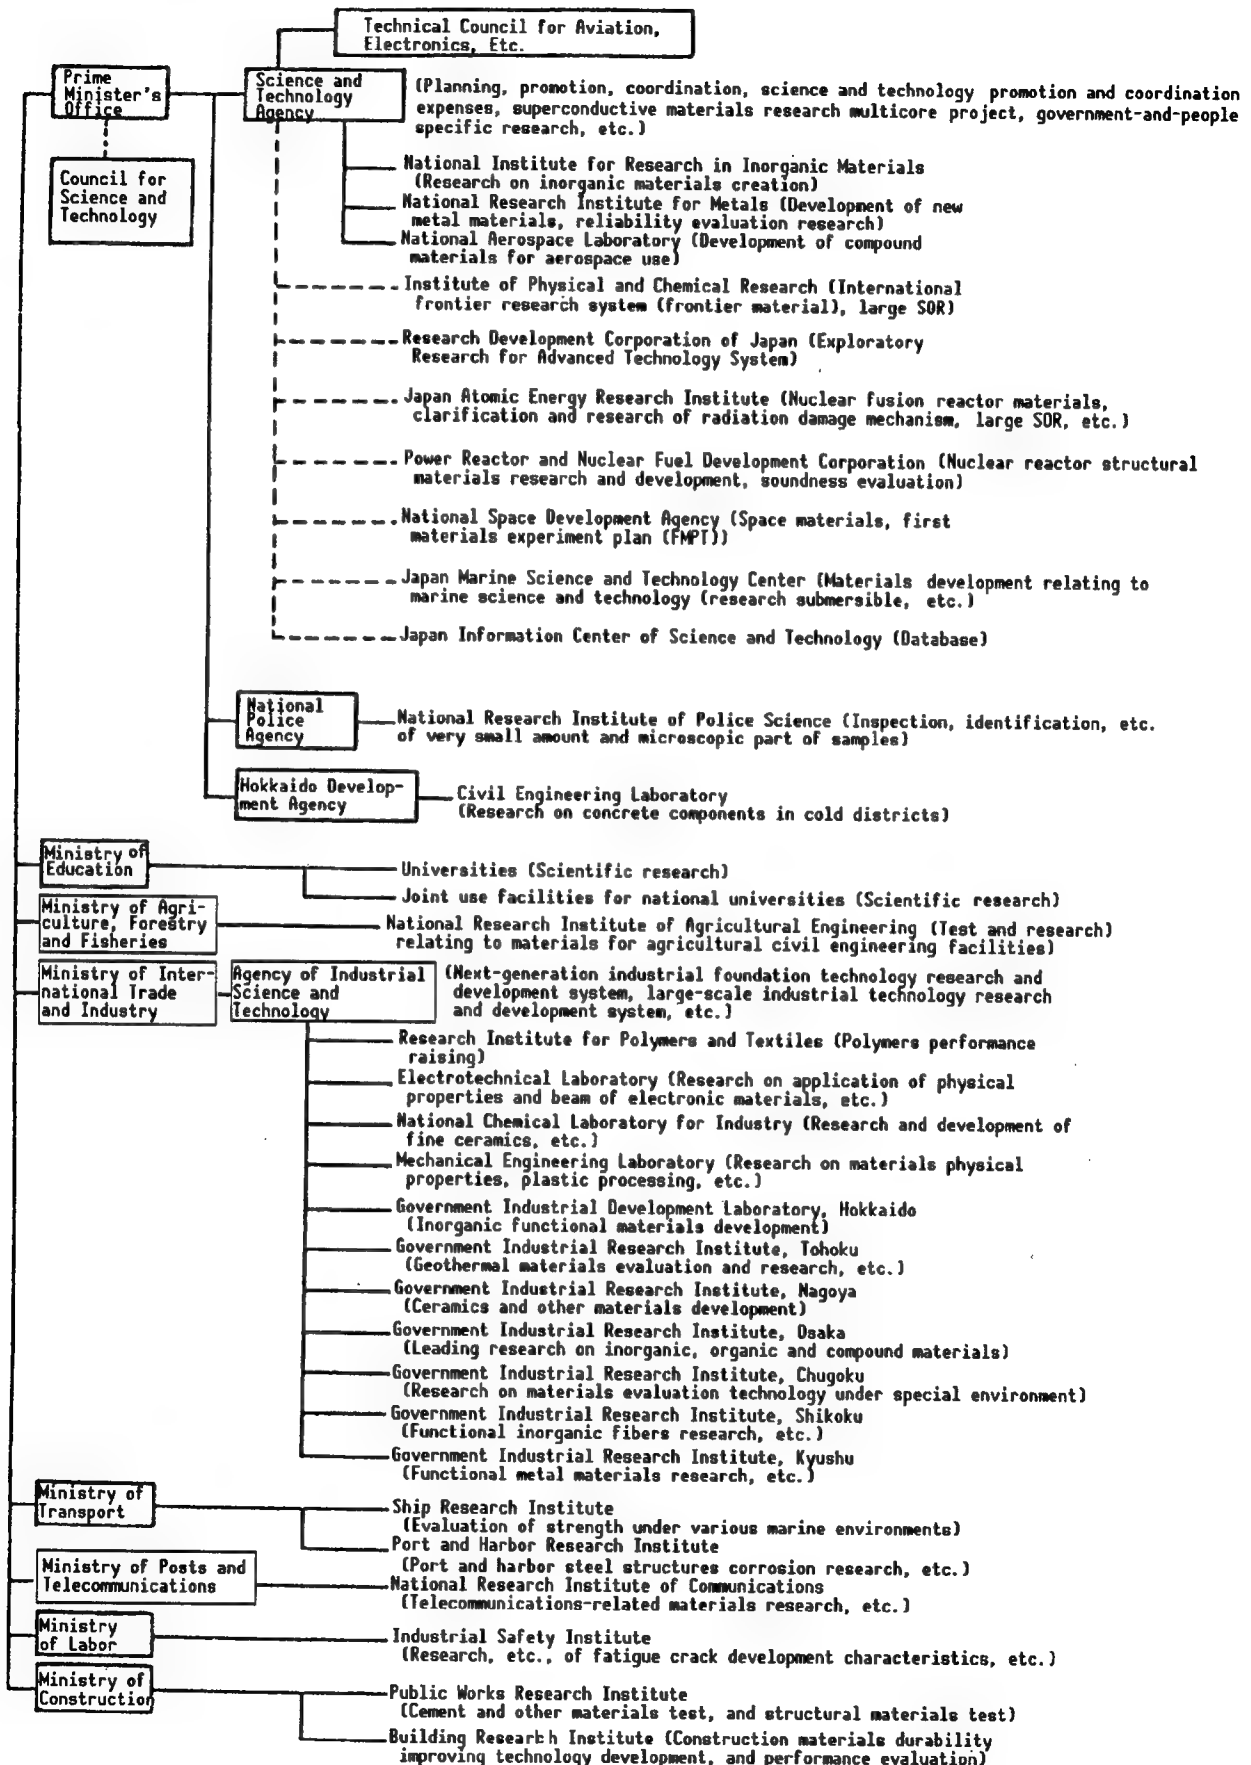 Technical Council for Aviation,
Electronics, Etc.
Prime
Minister's
Office
Science and
Technology
Agency
(Planning, promotion, coordination, science and technology promotion and coordination
expenses, superconductive materials research multicore project, government-and-people
specific research, etc.)
Council for
Science and
Technology
National Institute for Research in Inorganic Materials
(Research on inorganic materials creation)
National Research Institute for Metals (Development of new
metal materials, reliability evaluation research)
National Aerospace Laboratory (Development of compound
materials for aerospace use)
Institute of Physical and Chemical Research (International
frontier research system (frontier material), large SOR)
Research Development Corporation of Japan (Exploratory
Research for Advanced Technology System)
Japan Atomic Energy Research Institute (Nuclear fusion reactor materials,
clarification and research of radiation damage mechanism, large SOR, etc.)
Power Reactor and Nuclear Fuel Development Corporation (Nuclear reactor structural
materials research and development, soundness evaluation)
National Space Development Agency (Space materials, first
materials experiment plan (FMPT))
Japan Marine Science and Technology Center (Materials development relating to
marine science and technology (research submersible, etc.)
Japan Information Center of Science and Technology (Database)
National
Police
Agency
National Research Institute of Police Science (Inspection, identification, etc.
of very small amount and microscopic part of samples)
Hokkaido Develop-
ment Agency
Civil Engineering Laboratory
(Research on concrete components in cold districts)
Ministry of
Education
Universities (Scientific research)
Joint use facilities for national universities (Scientific research)
Ministry of Agri-
culture, Forestry
and Fisheries
National Research Institute of Agricultural Engineering (Test and research)
relating to materials for agricultural civil engineering facilities)
Ministry of Inter-
national Trade
and Industry
Agency of Industrial
Science and
Technology
(Next-generation industrial foundation technology research and
development system, large-scale industrial technology research
and development system, etc.)
Research Institute for Polymers and Textiles (Polymers performance
raising)
Electrotechnical Laboratory (Research on application of physical
properties and beam of electronic materials, etc.)
National Chemical Laboratory for Industry (Research and development of
fine ceramics, etc.)
Mechanical Engineering Laboratory (Research on materials physical
properties, plastic processing, etc.)
Government Industrial Development Laboratory, Hokkaido
(Inorganic functional materials development)
Government Industrial Research Institute, Tohoku
(Geothermal materials evaluation and research, etc.)
Government Industrial Research Institute, Nagoya
(Ceramics and other materials development)
Government Industrial Research Institute, Osaka
(Leading research on inorganic, organic and compound materials)
Government Industrial Research Institute, Chugoku
(Research on materials evaluation technology under special environment)
Government Industrial Research Institute, Shikoku
(Functional inorganic fibers research, etc.)
Government Industrial Research Institute, Kyushu
(Functional metal materials research, etc.)
Ministry of
Transport
Ship Research Institute
(Evaluation of strength under various marine environments)
Port and Harbor Research Institute
(Port and harbor steel structures corrosion research, etc.)
Ministry of Posts and
Telecommunications
National Research Institute of Communications
(Telecommunications-related materials research, etc.)
Ministry
of Labor
Industrial Safety Institute
(Research, etc., of fatigue crack development characteristics, etc.)
Ministry of
Construction
Public Works Research Institute
(Cement and other materials test, and structural materials test)
Building Research Institute (Construction materials durability
improving technology development, and performance evaluation)